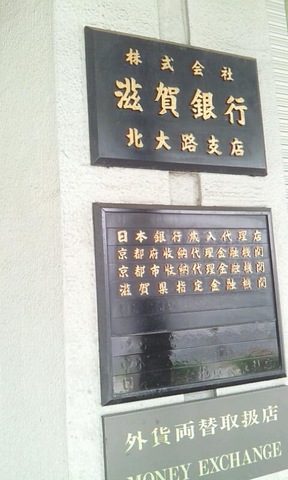 株式会社
滋賀銀行
北大路支店
日本銀行歳入代理店
京都府収納代理金融機関
京都市収納代理金融機関
滋賀県指定金融機関
外貨両替取扱店
MONEY EXCHANGE